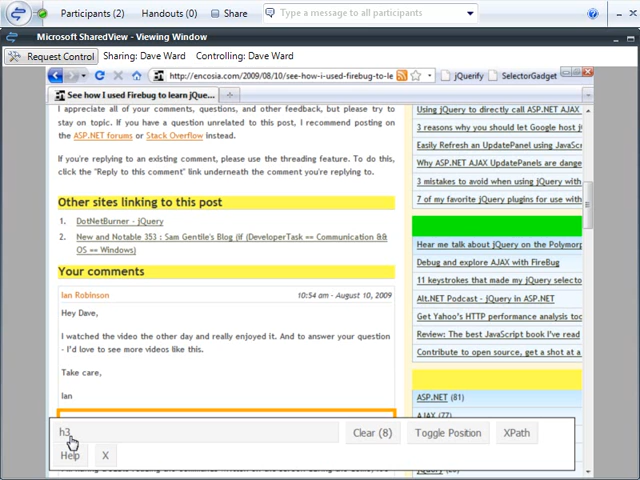 Participants (2) Handouts (0) Share Type a message to all participants
Microsoft SharedView - Viewing Window
Request Control Sharing: Dave Ward Controlling: Dave Ward
http://encosia.com/2009/08/10/see-how-i-used-firebug-to-le jQuerify SelectorGadget
See how I used Firebug to learn jQue...
I appreciate all of your comments, questions, and other feedback, but please try to
stay on topic. If you have a question unrelated to this post, I recommend posting on
the ASP.NET forums or Stack Overflow instead.
If you're replying to an existing comment, please use the threading feature. To do this,
click the "Reply to this comment" link underneath the comment you're replying to.
Other sites linking to this post
1. DotNetBurner - jQuery
2. New and Notable 353 : Sam Gentile's Blog (if (DeveloperTask == Communication &&
OS == Windows)
Your comments
Ian Robinson 10:54 am - August 10, 2009
Hey Dave,
I watched the video the other day and really enjoyed it. And to answer your question
- I'd love to see more videos like this.
Take care,
Ian
Using jQuery to directly call ASP.NET AJAX
3 reasons why you should let Google host j
Easily Refresh an UpdatePanel using JavaSc
Why ASP.NET AJAX UpdatePanels are dange
3 mistakes to avoid when using jQuery with
7 of my favorite jQuery plugins for use with
Hear me talk about jQuery on the Polymorp
Debug and explore AJAX with FireBug
11 keystrokes that made my jQuery selecto
Alt.NET Podcast - jQuery in ASP.NET
Get Yahoo's HTTP performance analysis too
Review: The best JavaScript book I've read
Contribute to open source, get a shot at a
ASP.NET (81)
AJAX (77)
h3 Clear (8) Toggle Position XPath
Help X